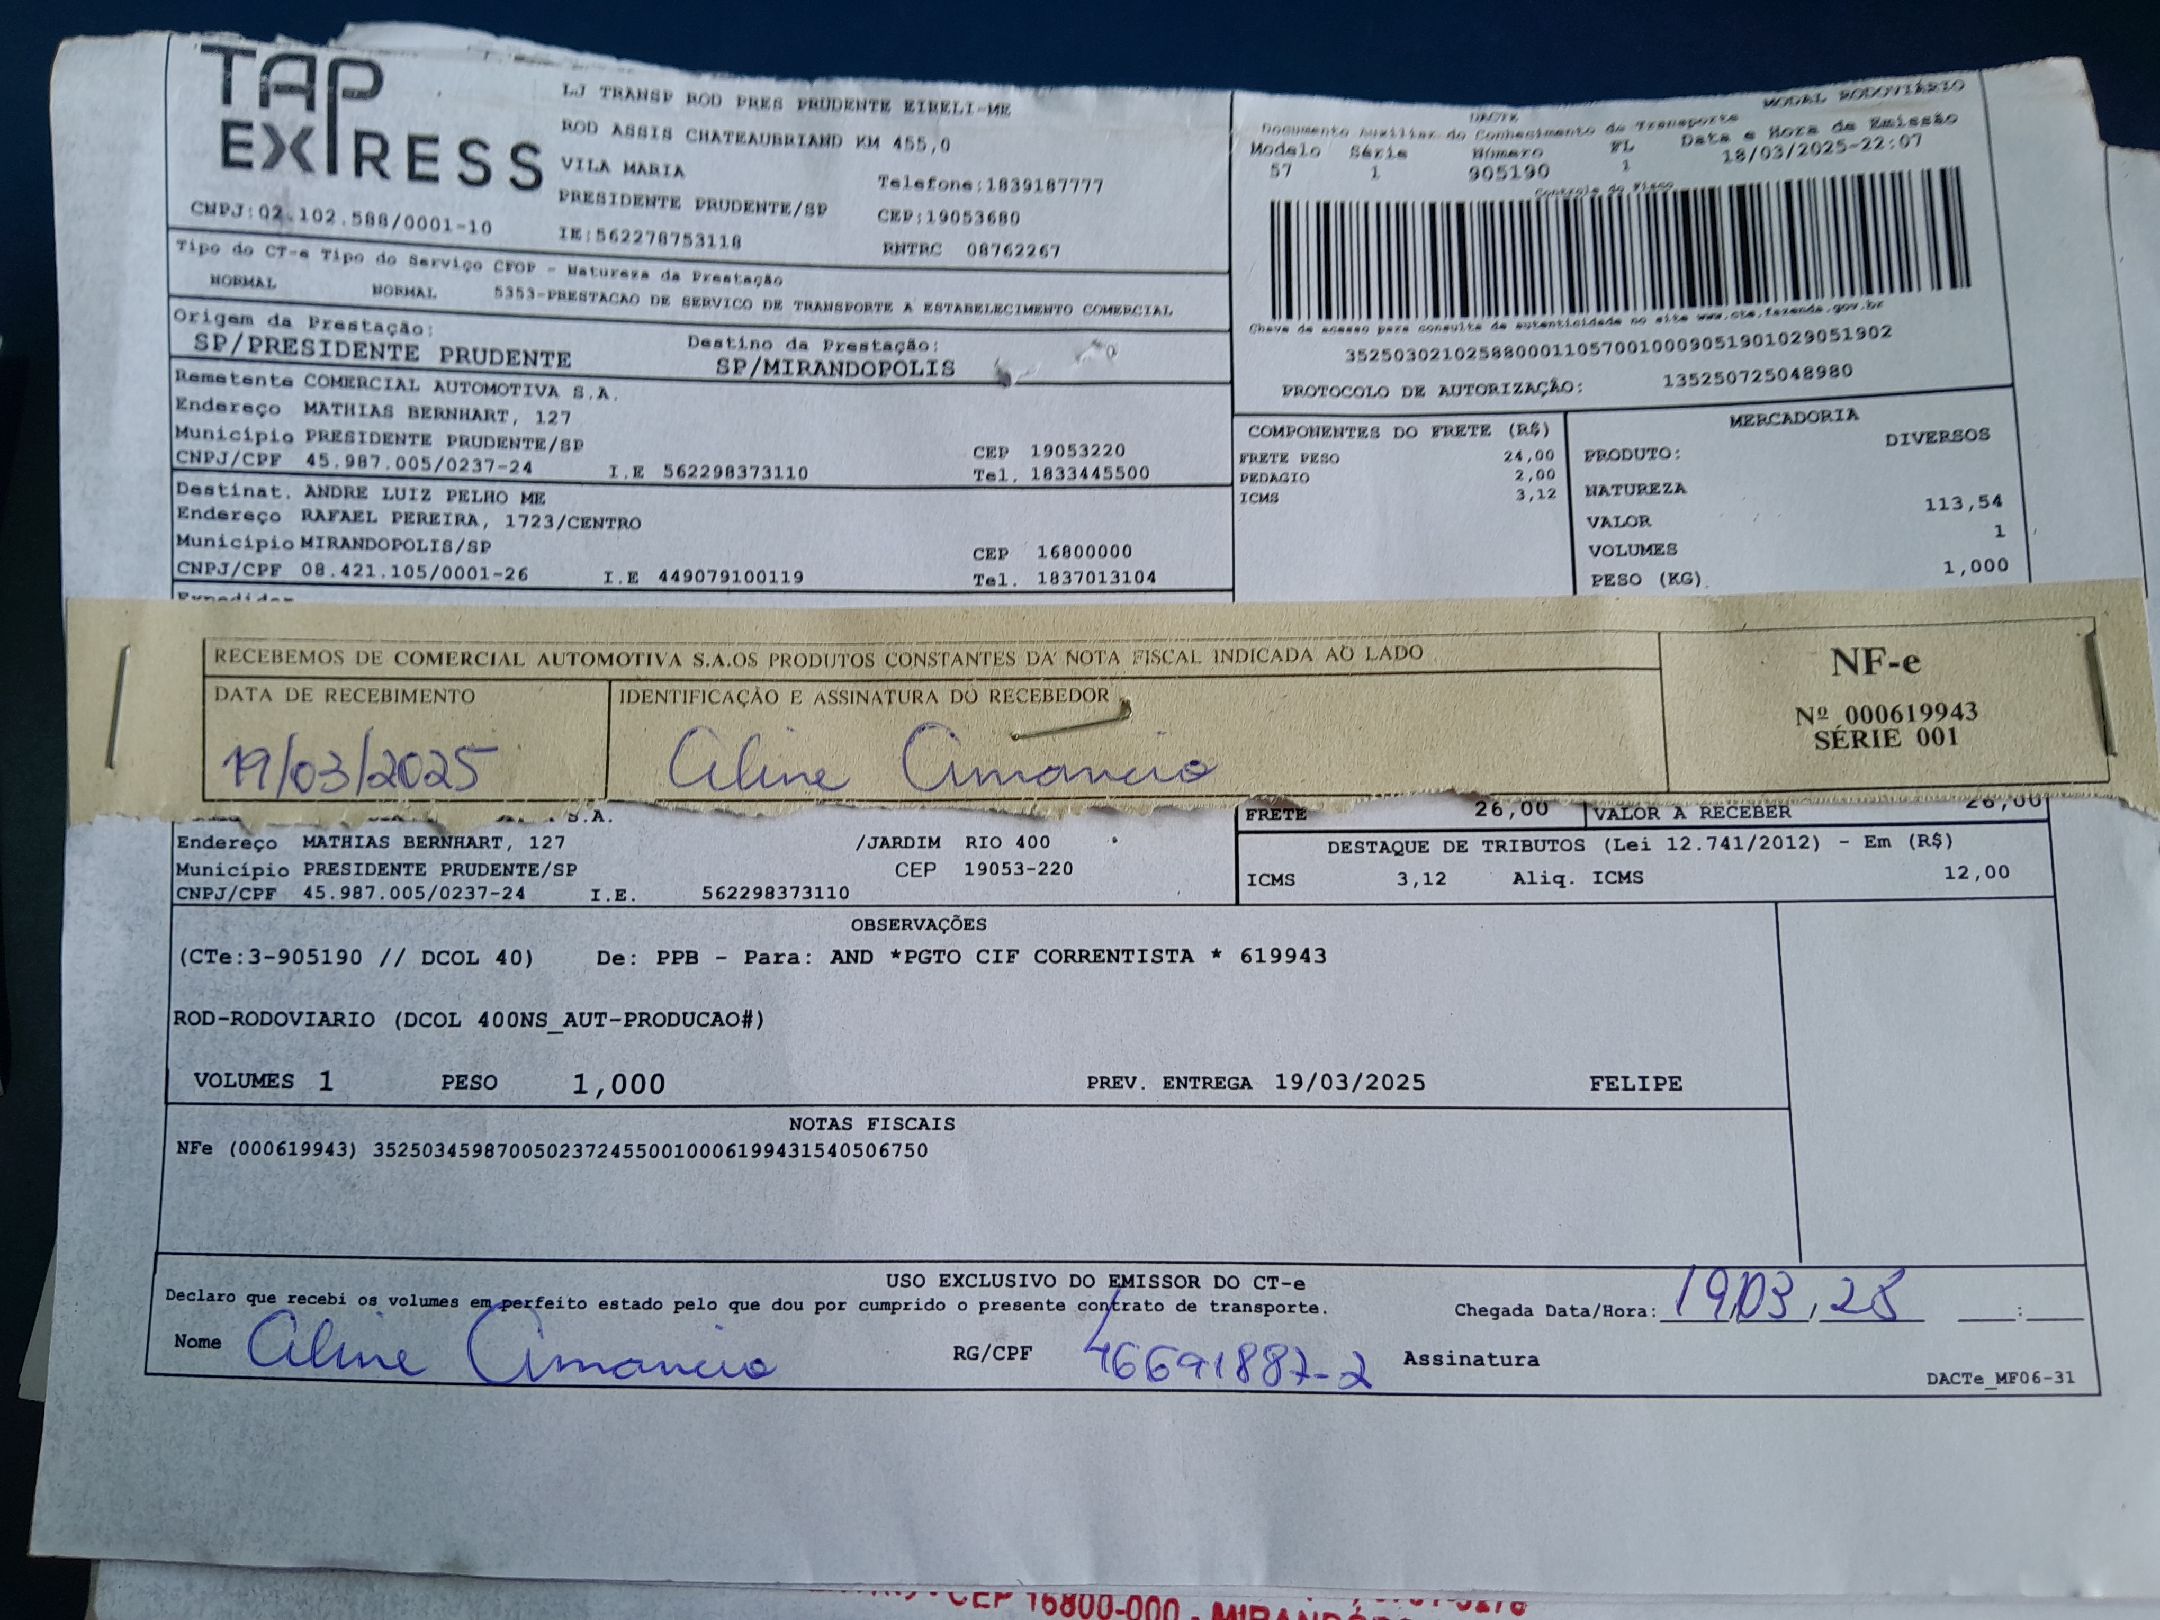 TAP EXPRESS
LJ TRANSP ROD PRES PRUDENTE EIRELI-ME
ROD ASSIS CHATEAUBRIAND KM 455,0
VILA MARIA
Telefone:1839187777
PRESIDENTE PRUDENTE/SP
CEP:19053680
CNPJ:02.102.588/0001-10
IE:562278753118
RNTRC 08762267
MODAL RODOVIÁRIO
DACTE
Documento Auxiliar do Conhecimento de Transporte
Modelo Série Número FL Data e Hora de Emissão
57 1 905190 1 18/03/2025-22:07
Controle do Fisco
Chave de acesso para consulta de autenticidade no site www.cte.fazenda.gov.br
35250302102588000110570010009051901029051902
PROTOCOLO DE AUTORIZAÇÃO: 135250725048980
Tipo do CT-e Tipo do Serviço CFOP - Natureza da Prestação
NORMAL NORMAL 5353-PRESTACAO DE SERVICO DE TRANSPORTE A ESTABELECIMENTO COMERCIAL
Origem da Prestação: Destino da Prestação:
SP/PRESIDENTE PRUDENTE SP/MIRANDOPOLIS
Remetente COMERCIAL AUTOMOTIVA S.A.
Endereço MATHIAS BERNHART, 127
Município PRESIDENTE PRUDENTE/SP CEP 19053220
CNPJ/CPF 45.987.005/0237-24 I.E 562298373110 Tel. 1833445500
Destinat. ANDRE LUIZ PELHO ME
Endereço RAFAEL PEREIRA, 1723/CENTRO
Município MIRANDOPOLIS/SP CEP 16800000
CNPJ/CPF 08.421.105/0001-26 I.E 449079100119 Tel. 1837013104
Expedidor
COMPONENTES DO FRETE (R$)
FRETE PESO 24,00
PEDAGIO 2,00
ICMS 3,12
MERCADORIA
PRODUTO: DIVERSOS
NATUREZA
VALOR 113,54
VOLUMES 1
PESO (KG) 1,000
RECEBEMOS DE COMERCIAL AUTOMOTIVA S.A.OS PRODUTOS CONSTANTES DA NOTA FISCAL INDICADA AO LADO
DATA DE RECEBIMENTO IDENTIFICAÇÃO E ASSINATURA DO RECEBEDOR
19/03/2025 Aline Amancio
NF-e
Nº 000619943
SÉRIE 001
S.A.
Endereço MATHIAS BERNHART, 127 /JARDIM RIO 400
Município PRESIDENTE PRUDENTE/SP CEP 19053-220
CNPJ/CPF 45.987.005/0237-24 I.E. 562298373110
FRETE 26,00 VALOR A RECEBER 26,00
DESTAQUE DE TRIBUTOS (Lei 12.741/2012) - Em (R$)
ICMS 3,12 Aliq. ICMS 12,00
OBSERVAÇÕES
(CTe:3-905190 // DCOL 40) De: PPB - Para: AND *PGTO CIF CORRENTISTA * 619943
ROD-RODOVIARIO (DCOL 400NS_AUT-PRODUCAO#)
VOLUMES 1 PESO 1,000 PREV. ENTREGA 19/03/2025 FELIPE
NOTAS FISCAIS
NFe (000619943) 35250345987005023724550010006199431540506750
USO EXCLUSIVO DO EMISSOR DO CT-e
Declaro que recebi os volumes em perfeito estado pelo que dou por cumprido o presente contrato de transporte.
Chegada Data/Hora: 19,03,25 :
Nome Aline Amancio RG/CPF 46691887-2 Assinatura
DACTe_MF06-31
CEP 16800-000 -